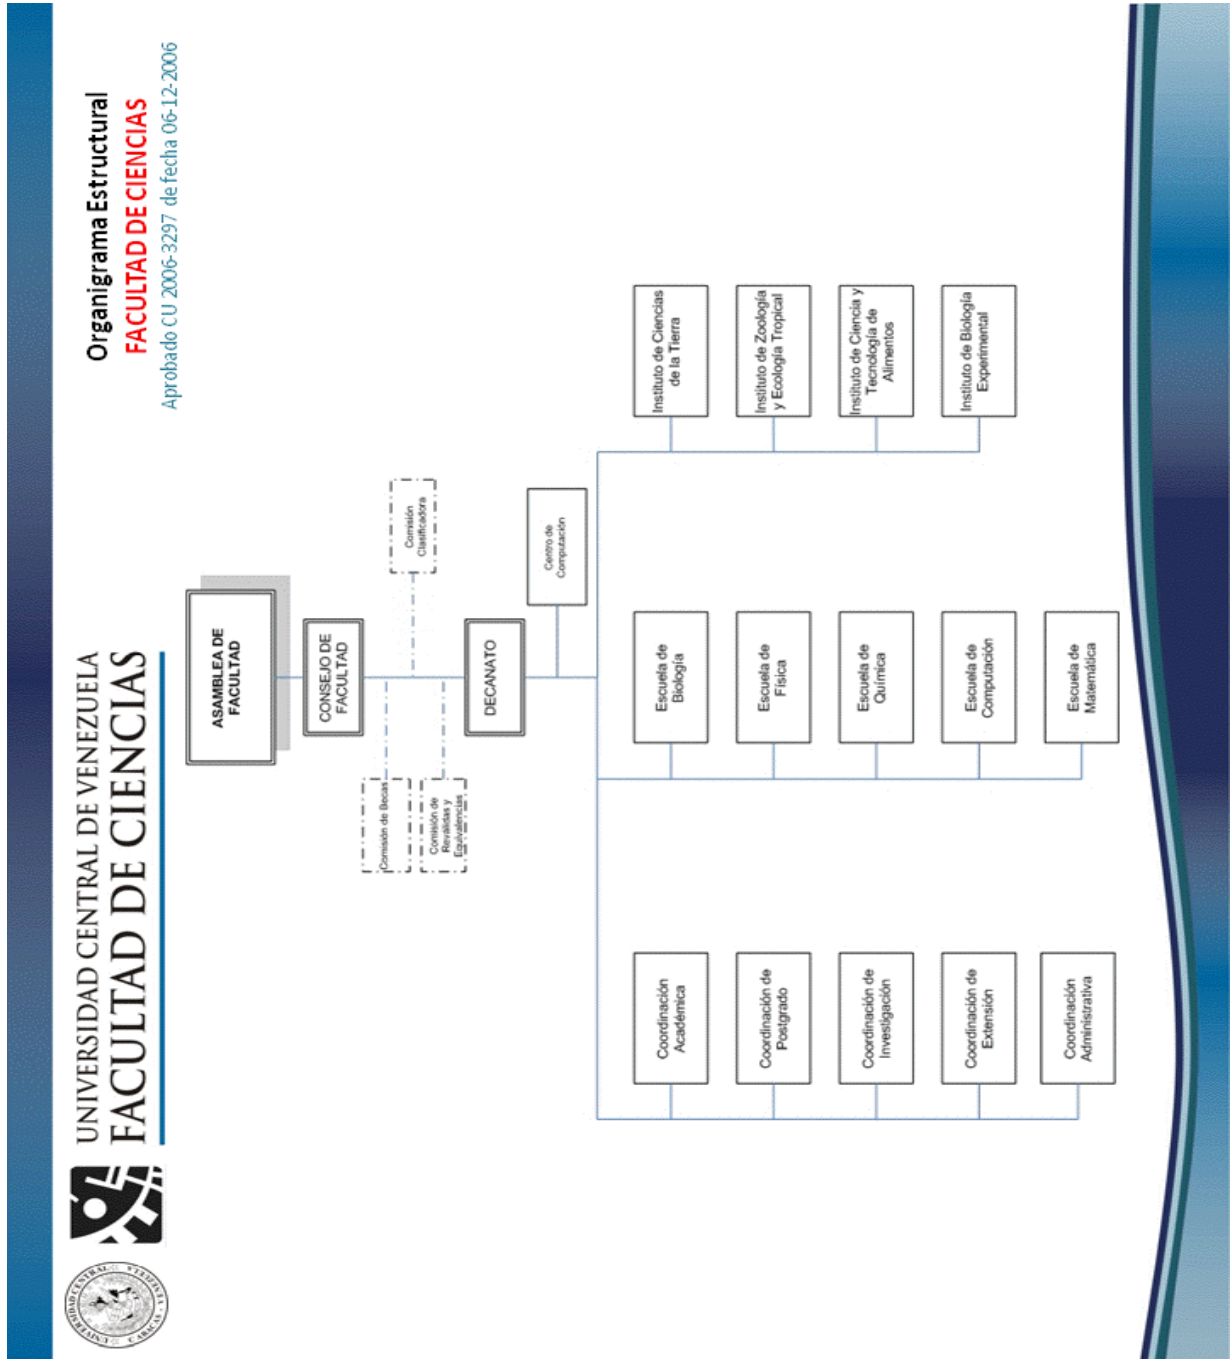 UNIVERSIDAD CENTRAL DE VENEZUELA
FACULTAD DE CIENCIAS
Organigrama Estructural
FACULTAD DE CIENCIAS
Aprobado CU 2006-3297 de fecha 06-12-2006
ASAMBLEA DE
FACULTAD
CONSEJO DE
FACULTAD
Comisión de Becas
Comisión
Clasificadora
Comisión de
Reválidas y
Equivalencias
DECANATO
Centro de
Computación
Coordinación
Académica
Coordinación de
Postgrado
Coordinación de
Investigación
Coordinación de
Extensión
Coordinación
Administrativa
Escuela de
Biología
Escuela de
Física
Escuela de
Química
Escuela de
Computación
Escuela de
Matemática
Instituto de Ciencias
de la Tierra
Instituto de Zoología
y Ecología Tropical
Instituto de Ciencia y
Tecnología de
Alimentos
Instituto de Biología
Experimental